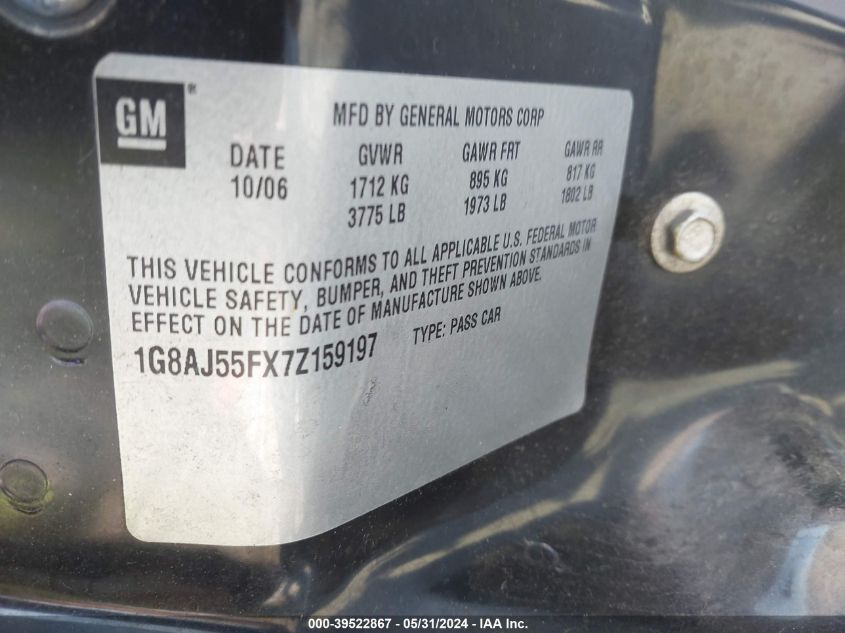 GM®
MFD BY GENERAL MOTORS CORP
DATE GVWR GAWR FRT GAWR RR
10/06 1712 KG 895 KG 817 KG
3775 LB 1973 LB 1802 LB
THIS VEHICLE CONFORMS TO ALL APPLICABLE U.S. FEDERAL MOTOR
VEHICLE SAFETY, BUMPER, AND THEFT PREVENTION STANDARDS IN
EFFECT ON THE DATE OF MANUFACTURE SHOWN ABOVE.
1G8AJ55FX7Z159197 TYPE: PASS CAR
000-39522867 - 05/31/2024 - IAA Inc.